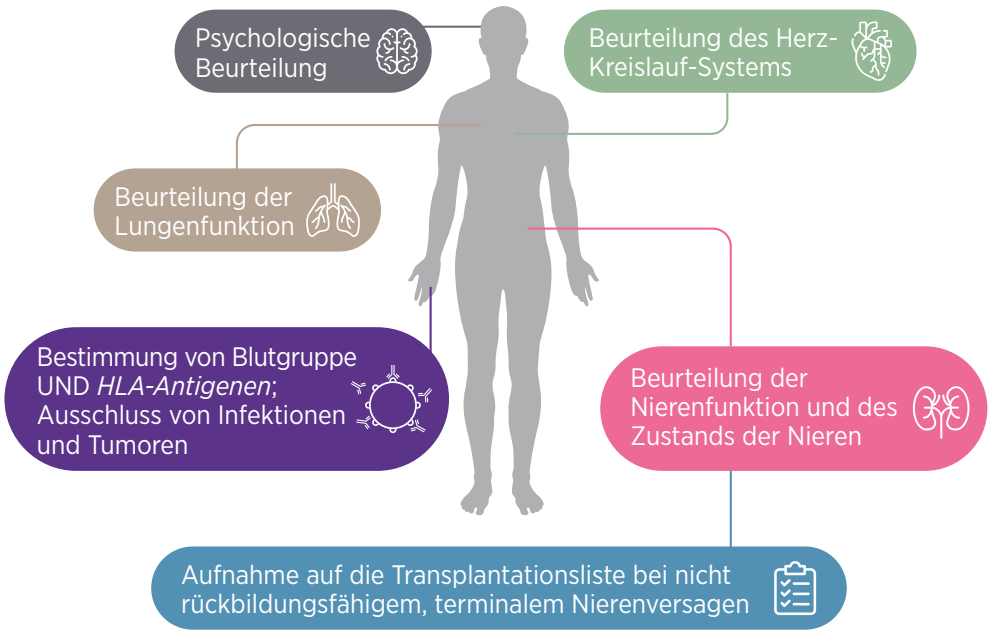 Psychologische
Beurteilung
Beurteilung des Herz-
Kreislauf-Systems
Beurteilung der
Lungenfunktion
Bestimmung von Blutgruppe
UND HLA-Antigenen;
Ausschluss von Infektionen
und Tumoren
Beurteilung der
Nierenfunktion und des
Zustands der Nieren
Aufnahme auf die Transplantationsliste bei nicht
rückbildungsfähigem, terminalem Nierenversagen